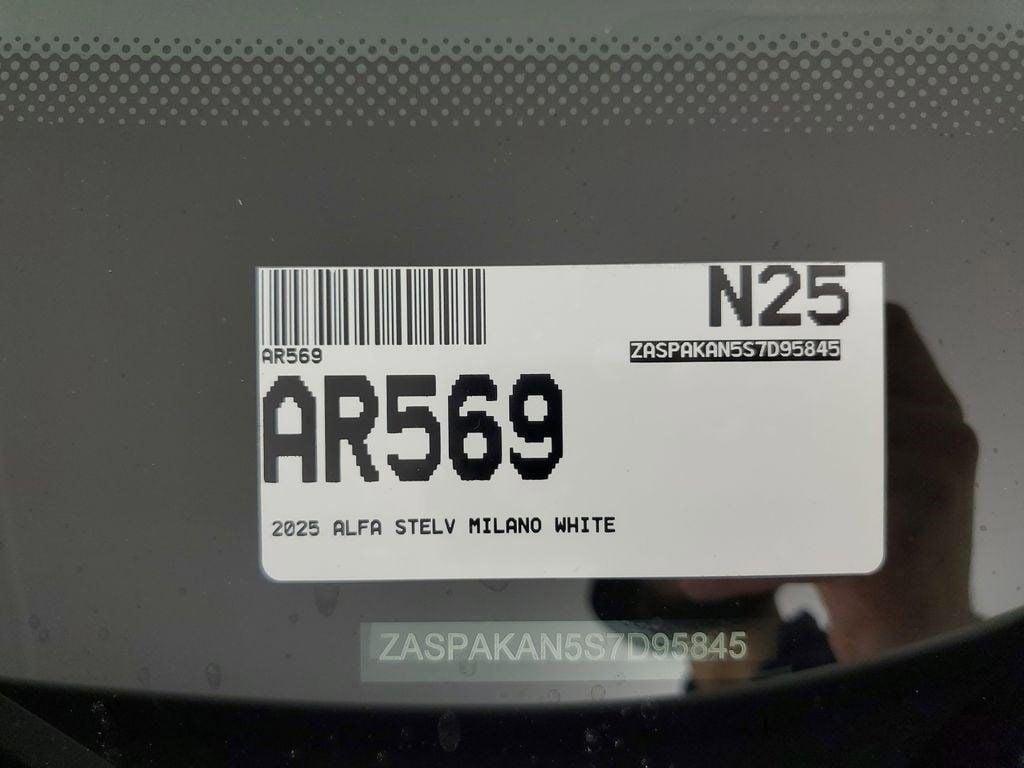 N25
AR569
ZASPAKAN5S7D95845
AR569
2025 ALFA STELV MILANO WHITE
ZASPAKAN5S7D95845